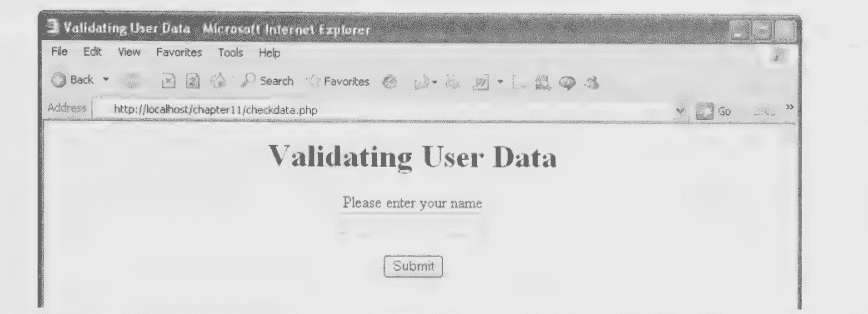 Validating User Data - Microsoft Internet Explorer
File Edit View Favorites Tools Help
Back Search Favorites
Address http://localhost/chapter11/checkdata.php Go
Validating User Data
Please enter your name
Submit